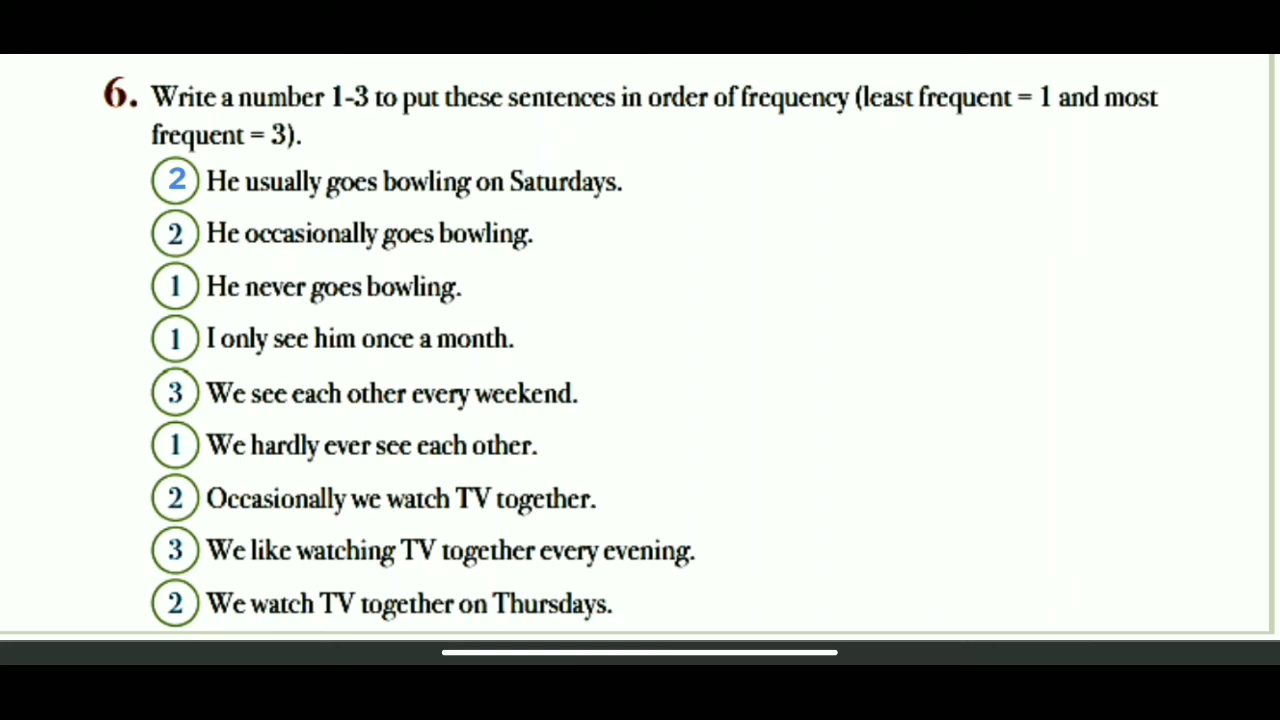 6. Write a number 1-3 to put these sentences in order of frequency (least frequent = 1 and most
frequent = 3).
2 He usually goes bowling on Saturdays.
2 He occasionally goes bowling.
1 He never goes bowling.
1 I only see him once a month.
3 We see each other every weekend.
1 We hardly ever see each other.
2 Occasionally we watch TV together.
3 We like watching TV together every evening.
2 We watch TV together on Thursdays.